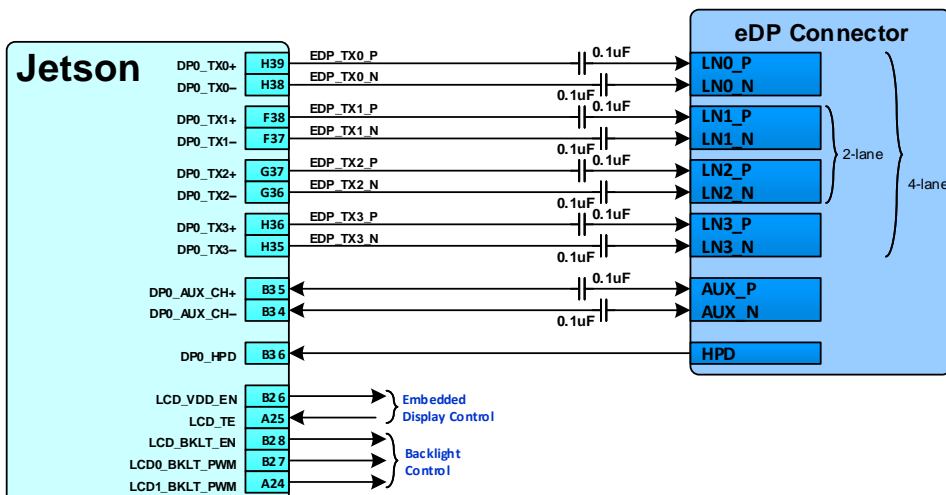 Jetson
eDP Connector
DP0_TX0+ H39 EDP_TX0_P 0.1uF LN0_P
DP0_TX0– H38 EDP_TX0_N 0.1uF LN0_N
DP0_TX1+ F38 EDP_TX1_P 0.1uF LN1_P
DP0_TX1– F37 EDP_TX1_N 0.1uF LN1_N
2-lane
DP0_TX2+ G37 EDP_TX2_P 0.1uF LN2_P
4-lane
DP0_TX2– G36 EDP_TX2_N 0.1uF LN2_N
DP0_TX3+ H36 EDP_TX3_P 0.1uF LN3_P
DP0_TX3– H35 EDP_TX3_N 0.1uF LN3_N
DP0_AUX_CH+ B35 0.1uF AUX_P
DP0_AUX_CH– B34 0.1uF AUX_N
DP0_HPD B36 HPD
LCD_VDD_EN B26
LCD_TE A25
Embedded
Display Control
LCD_BKLT_EN B28
LCD0_BKLT_PWM B27
LCD1_BKLT_PWM A24
Backlight
Control